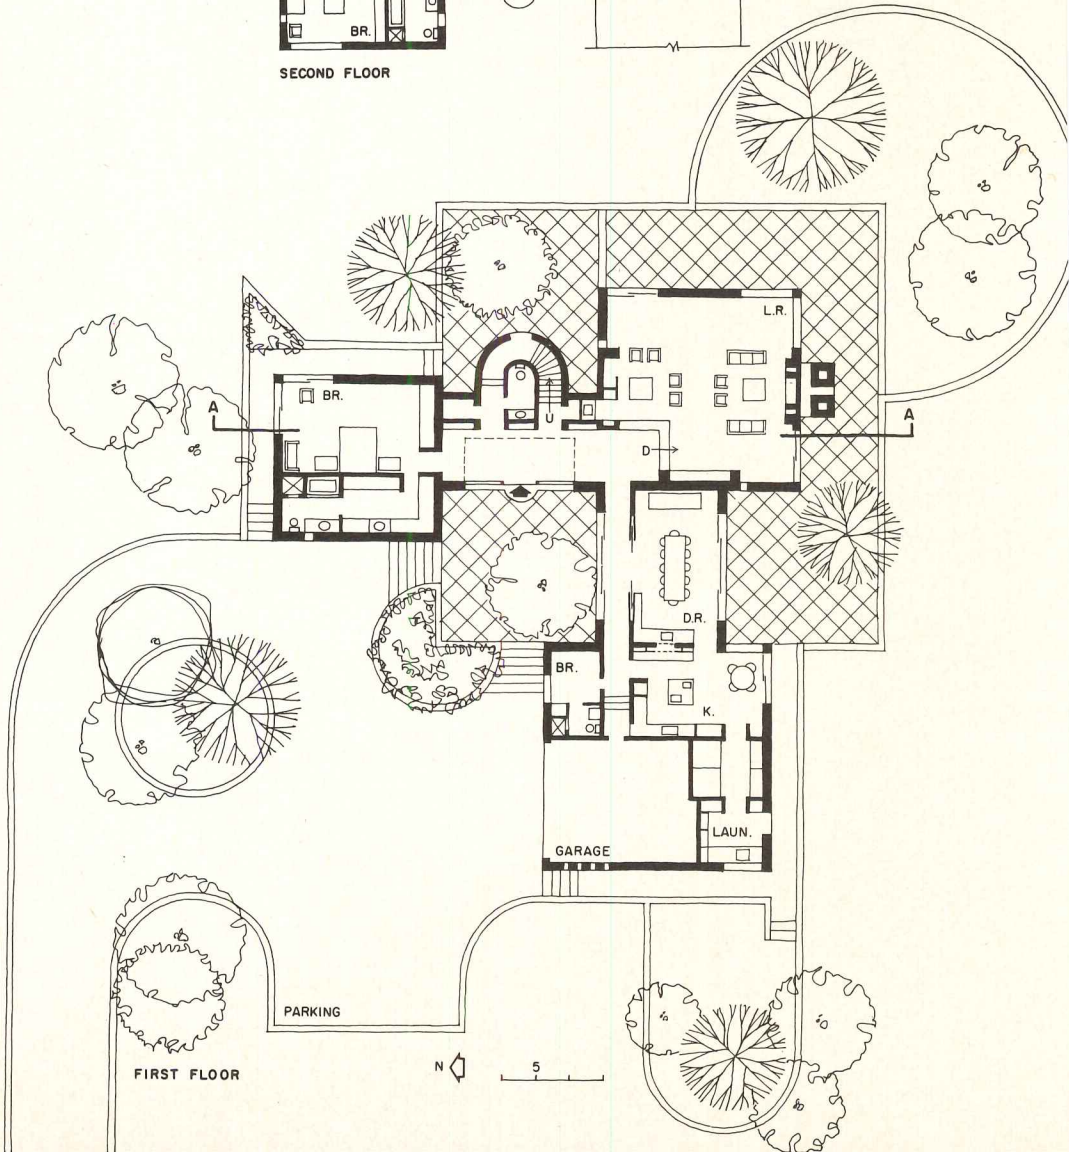 BR.
SECOND FLOOR
L.R.
BR.
A
A
U
D
D.R.
BR.
K.
LAUN.
GARAGE
PARKING
N
5
FIRST FLOOR